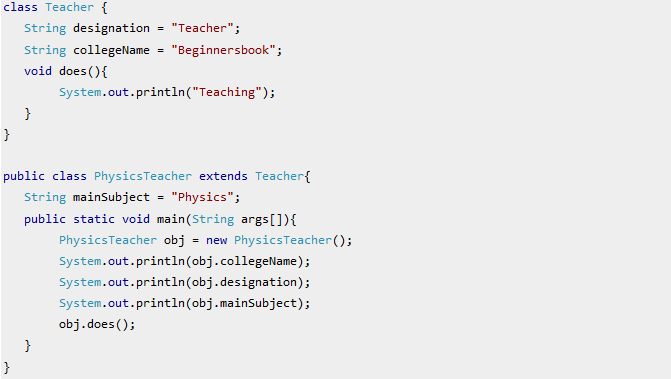 class Teacher {
String designation = "Teacher";
String collegeName = "Beginnersbook";
void does(){
System.out.println("Teaching");
}
}
public class PhysicsTeacher extends Teacher{
String mainSubject = "Physics";
public static void main(String args[]){
PhysicsTeacher obj = new PhysicsTeacher();
System.out.println(obj.collegeName);
System.out.println(obj.designation);
System.out.println(obj.mainSubject);
obj.does();
}
}